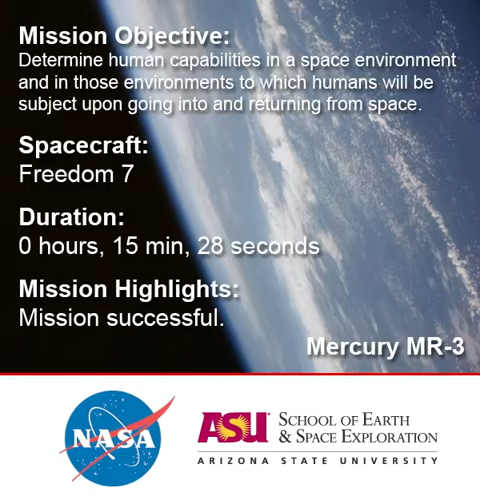 Mission Objective:
Determine human capabilities in a space environment
and in those environments to which humans will be
subject upon going into and returning from space.
Spacecraft:
Freedom 7
Duration:
0 hours, 15 min, 28 seconds
Mission Highlights:
Mission successful.
Mercury MR-3
NASA
ASU
School of Earth
& Space Exploration
ARIZONA STATE UNIVERSITY